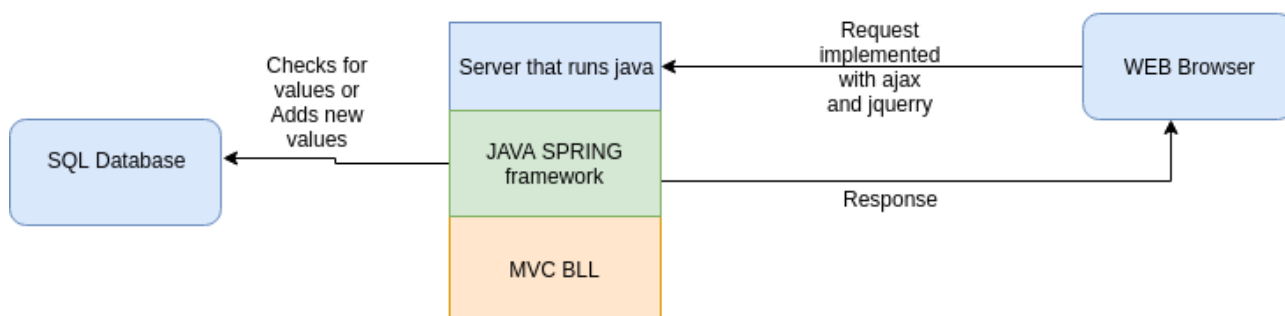 Checks for
values or
Adds new
values
SQL Database
Server that runs java
JAVA SPRING
framework
MVC BLL
Request
implemented
with ajax
and jquerry
Response
WEB Browser